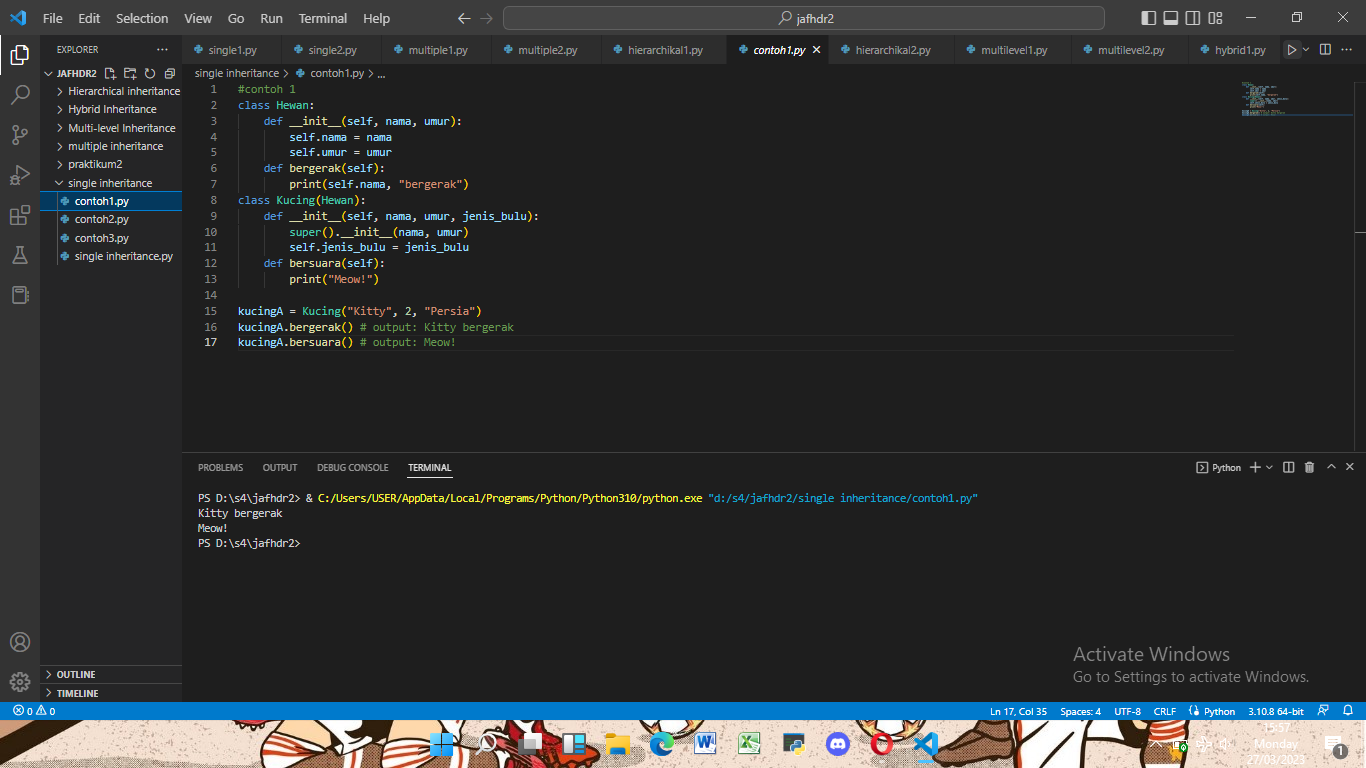 File Edit Selection View Go Run Terminal Help
jafhdr2
EXPLORER
single1.py single2.py multiple1.py multiple2.py hierarchikal1.py contoh1.py hierarchikal2.py multilevel1.py multilevel2.py hybrid1.py
JAFHDR2
Hierarchical inheritance
Hybrid Inheritance
Multi-level Inheritance
multiple inheritance
praktikum2
single inheritance
contoh1.py
contoh2.py
contoh3.py
single inheritance.py
OUTLINE
TIMELINE
single inheritance > contoh1.py > ...
1 #contoh 1
2 class Hewan:
3     def __init__(self, nama, umur):
4         self.nama = nama
5         self.umur = umur
6     def bergerak(self):
7         print(self.nama, "bergerak")
8 class Kucing(Hewan):
9     def __init__(self, nama, umur, jenis_bulu):
10         super().__init__(nama, umur)
11         self.jenis_bulu = jenis_bulu
12     def bersuara(self):
13         print("Meow!")
14
15 kucingA = Kucing("Kitty", 2, "Persia")
16 kucingA.bergerak() # output: Kitty bergerak
17 kucingA.bersuara() # output: Meow!
PROBLEMS OUTPUT DEBUG CONSOLE TERMINAL
Python
PS D:\s4\jafhdr2> & C:/Users/USER/AppData/Local/Programs/Python/Python310/python.exe "d:/s4/jafhdr2/single inheritance/contoh1.py"
Kitty bergerak
Meow!
PS D:\s4\jafhdr2>
Activate Windows
Go to Settings to activate Windows.
0 0
Ln 17, Col 35 Spaces: 4 UTF-8 CRLF Python 3.10.8 64-bit
15:57
Monday
27/03/2023
1